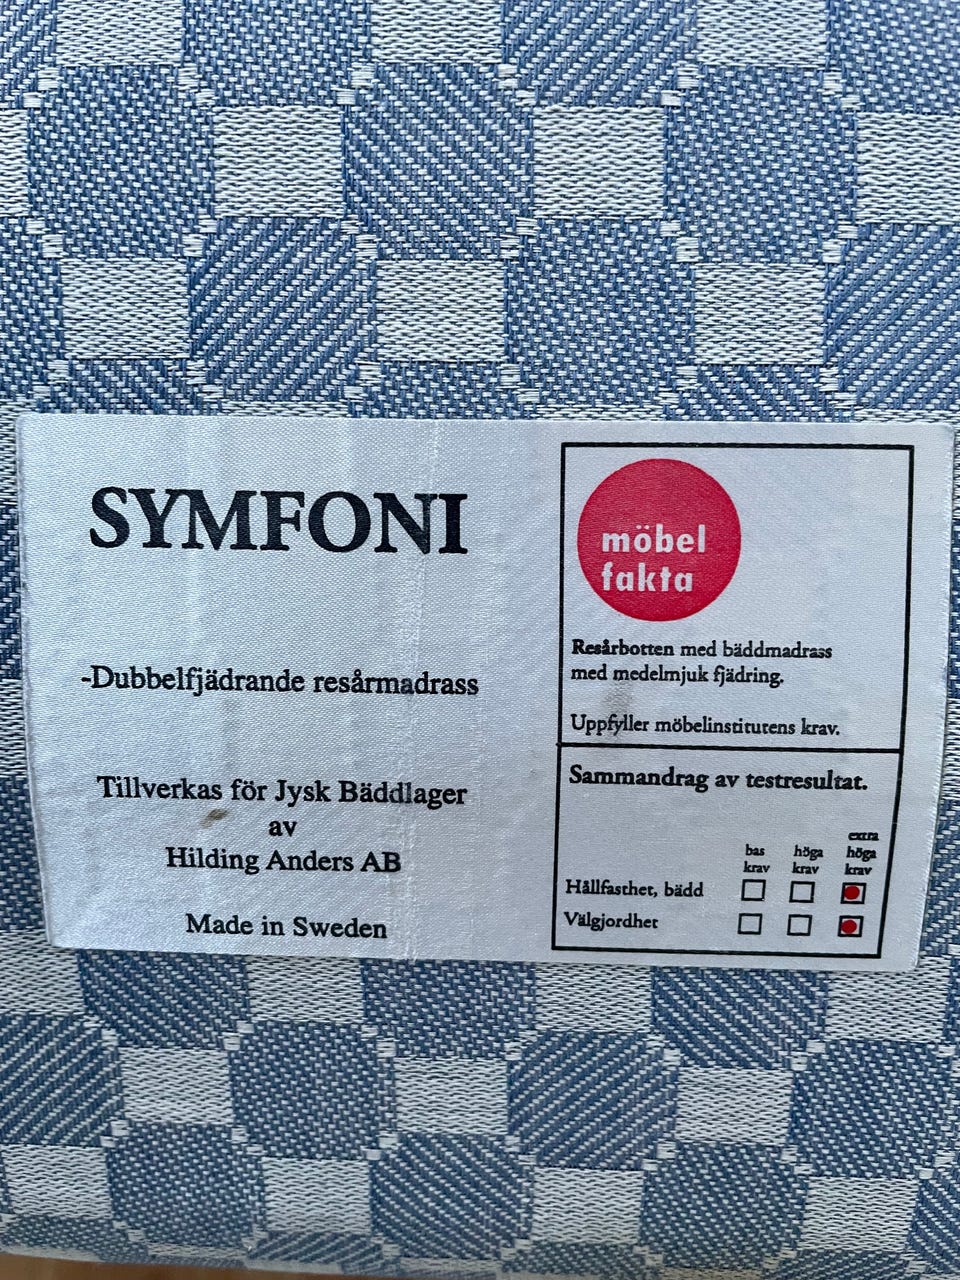 SYMFONI
-Dubbelfjädrande resårmadrass
Tillverkas för Jysk Bäddlager
av
Hilding Anders AB
Made in Sweden
möbel
fakta
Resårbotten med bäddmadrass
med medelmjuk fjädring.
Uppfyller möbelinstitutens krav.
Sammandrag av testresultat.
bas krav
höga krav
extra höga krav
Hållfasthet, bädd
Välgjordhet